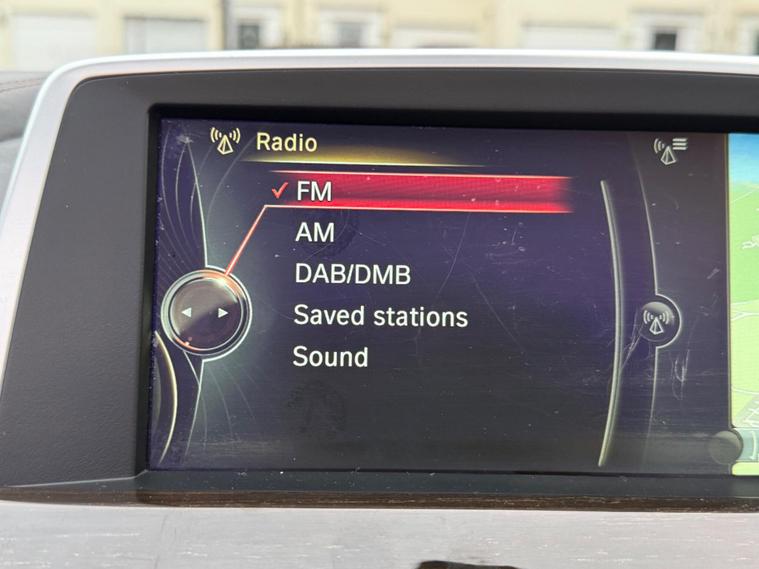 Radio
FM
AM
DAB/DMB
Saved stations
Sound